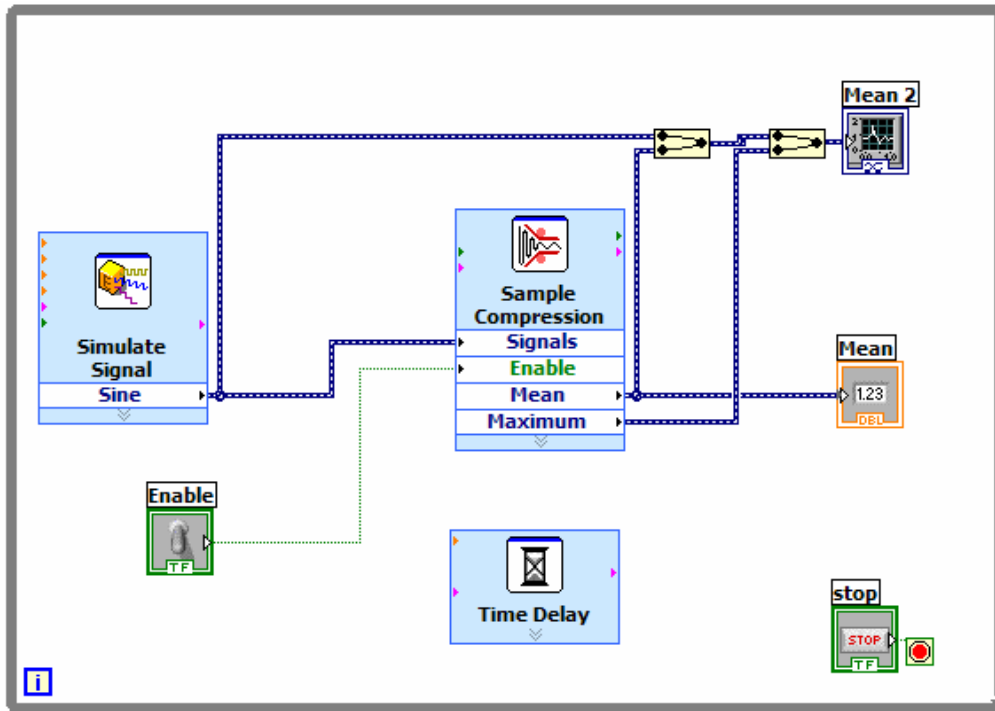 Mean 2
Sample
Compression
Simulate
Signal
Signals
Enable
Mean
Sine
Mean
1.23
DBL
Maximum
Enable
TF
Time Delay
stop
STOP
TF
i